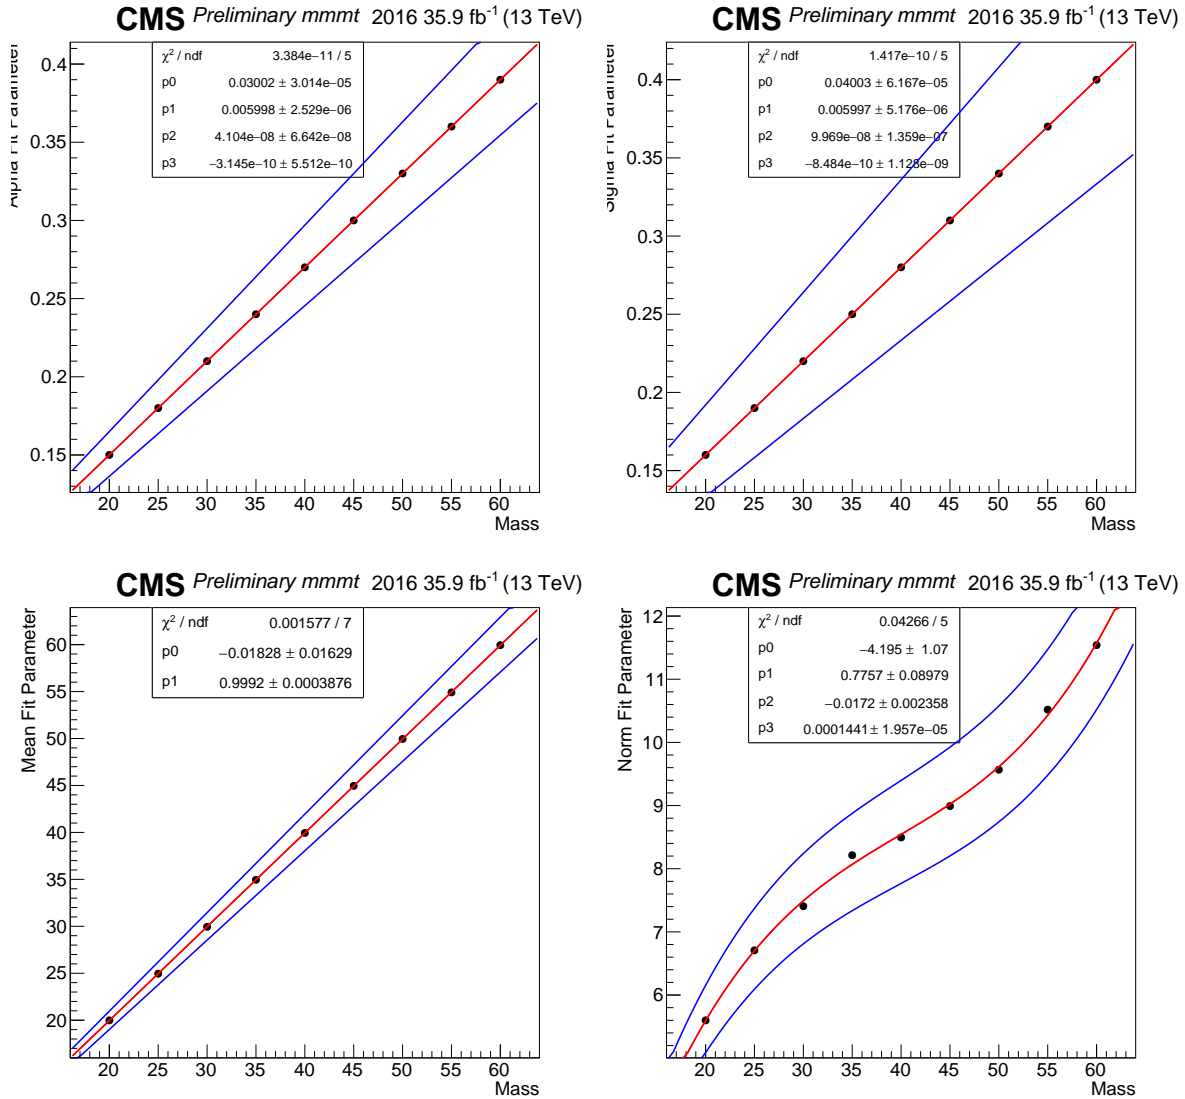 CMS Preliminary mmmt 2016 35.9 fb-1 (13 TeV)
Alpha Fit Parameter
χ2 / ndf 3.384e−11 / 5
p0 0.03002 ± 3.014e−05
p1 0.005998 ± 2.529e−06
p2 4.104e−08 ± 6.642e−08
p3 −3.145e−10 ± 5.512e−10
0.4
0.35
0.3
0.25
0.2
0.15
20 25 30 35 40 45 50 55 60
Mass
CMS Preliminary mmmt 2016 35.9 fb-1 (13 TeV)
Sigma Fit Parameter
χ2 / ndf 1.417e−10 / 5
p0 0.04003 ± 6.167e−05
p1 0.005997 ± 5.176e−06
p2 9.969e−08 ± 1.359e−07
p3 −8.484e−10 ± 1.128e−09
0.4
0.35
0.3
0.25
0.2
0.15
20 25 30 35 40 45 50 55 60
Mass
CMS Preliminary mmmt 2016 35.9 fb-1 (13 TeV)
Mean Fit Parameter
χ2 / ndf 0.001577 / 7
p0 −0.01828 ± 0.01629
p1 0.9992 ± 0.0003876
60
55
50
45
40
35
30
25
20
20 25 30 35 40 45 50 55 60
Mass
CMS Preliminary mmmt 2016 35.9 fb-1 (13 TeV)
Norm Fit Parameter
χ2 / ndf 0.04266 / 5
p0 −4.195 ± 1.07
p1 0.7757 ± 0.08979
p2 −0.0172 ± 0.002358
p3 0.0001441 ± 1.957e−05
12
11
10
9
8
7
6
20 25 30 35 40 45 50 55 60
Mass